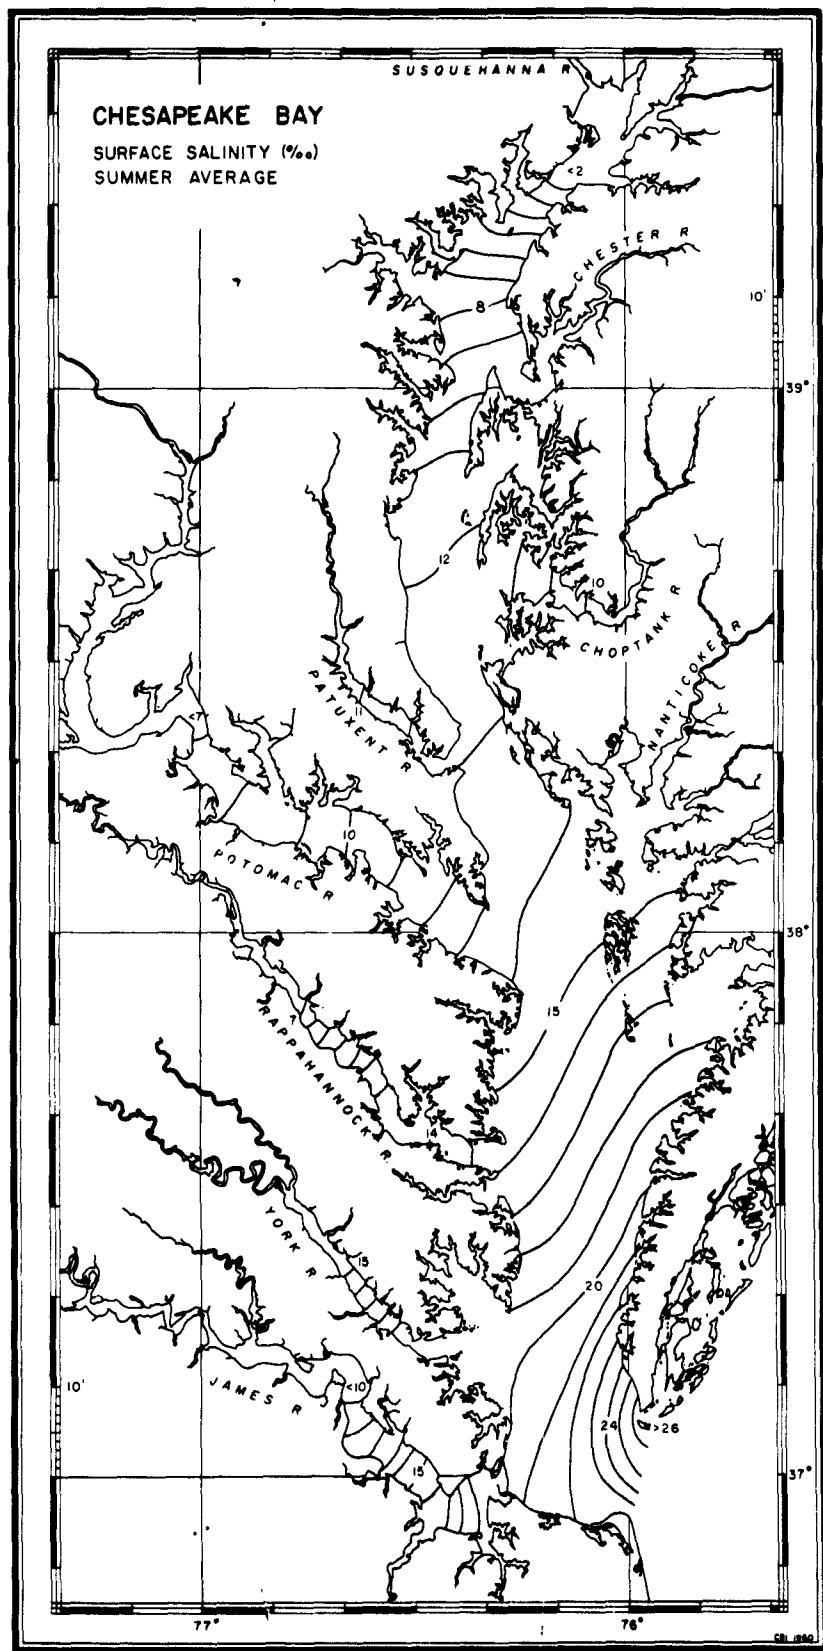 SUSQUEHANNA R
CHESAPEAKE BAY
SURFACE SALINITY (‰)
SUMMER AVERAGE
<2
CHESTER R
10'
8
39°
12
10
CHOPTANK R
NANTICOKE R
PATUXENT R
11
<7
10
POTOMAC R
38°
15
RAPPAHANNOCK R
14
YORK R
15
20
10'
JAMES R
<10
24
>26
15
37°
77°
76°
CBI 1960